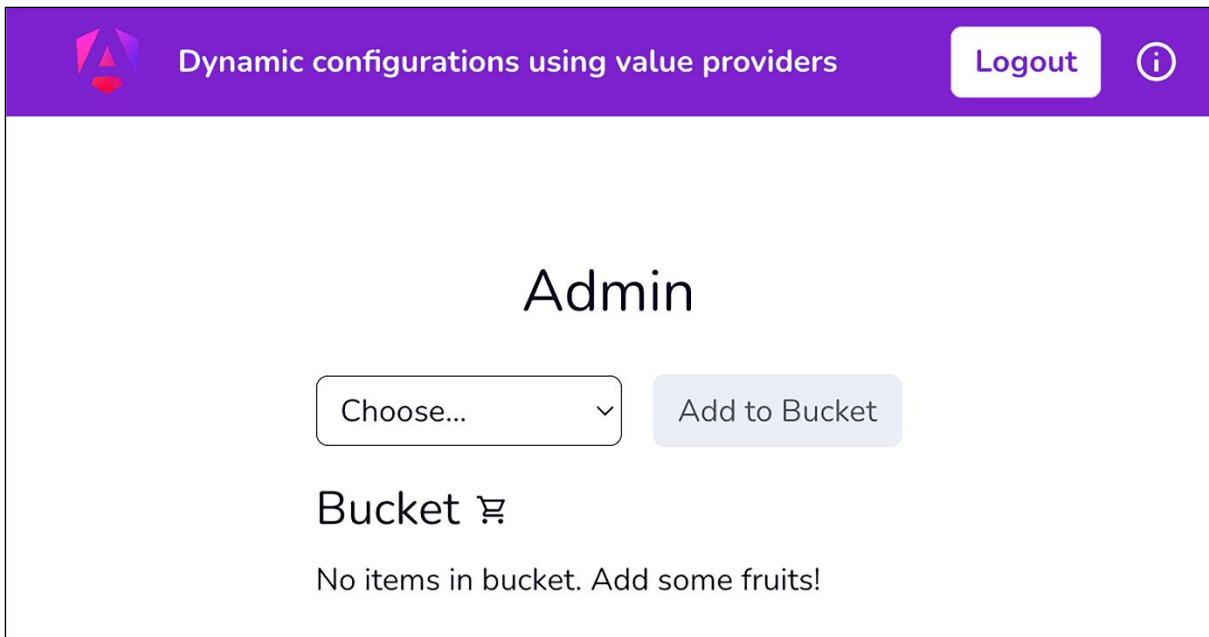 Dynamic configurations using value providers
Logout
Admin
Choose...
Add to Bucket
Bucket
No items in bucket. Add some fruits!